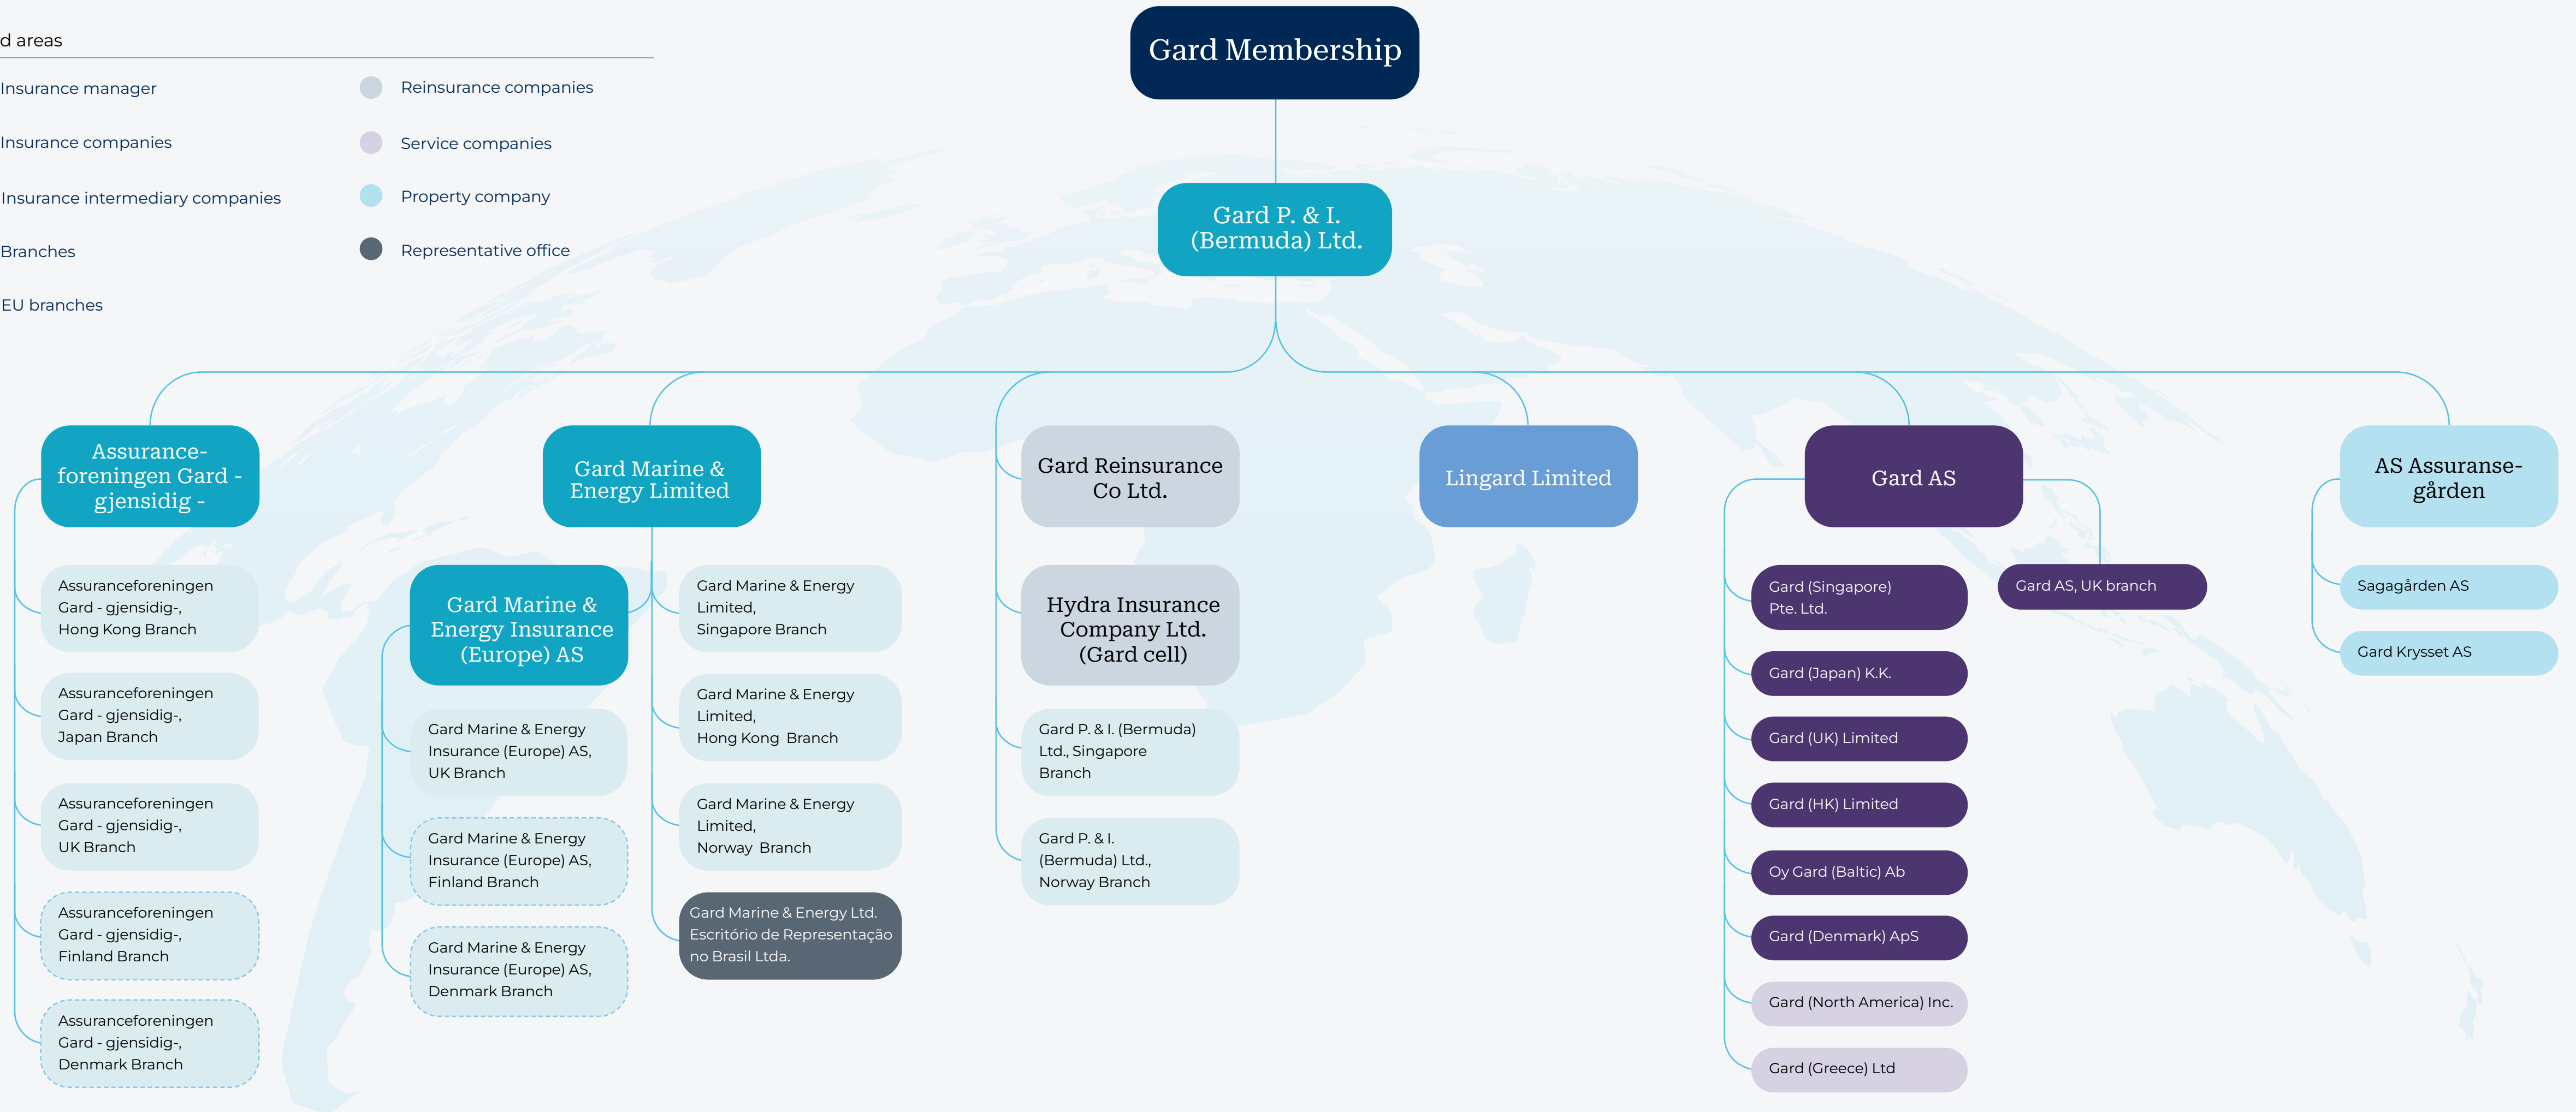 d areas
Insurance manager
Insurance companies
Insurance intermediary companies
Branches
EU branches
Reinsurance companies
Service companies
Property company
Representative office
Gard Membership
Gard P. & I.
(Bermuda) Ltd.
Assurance-
foreningen Gard -
gjensidig -
Assuranceforeningen
Gard - gjensidig-,
Hong Kong Branch
Assuranceforeningen
Gard - gjensidig-,
Japan Branch
Assuranceforeningen
Gard - gjensidig-,
UK Branch
Assuranceforeningen
Gard - gjensidig-,
Finland Branch
Assuranceforeningen
Gard - gjensidig-,
Denmark Branch
Gard Marine &
Energy Limited
Gard Marine &
Energy Insurance
(Europe) AS
Gard Marine & Energy
Insurance (Europe) AS,
UK Branch
Gard Marine & Energy
Insurance (Europe) AS,
Finland Branch
Gard Marine & Energy
Insurance (Europe) AS,
Denmark Branch
Gard Marine & Energy
Limited,
Singapore Branch
Gard Marine & Energy
Limited,
Hong Kong Branch
Gard Marine & Energy
Limited,
Norway Branch
Gard Marine & Energy Ltd.
Escritório de Representação
no Brasil Ltda.
Gard Reinsurance
Co Ltd.
Hydra Insurance
Company Ltd.
(Gard cell)
Gard P. & I. (Bermuda)
Ltd., Singapore
Branch
Gard P. & I.
(Bermuda) Ltd.,
Norway Branch
Lingard Limited
Gard AS
Gard (Singapore)
Pte. Ltd.
Gard (Japan) K.K.
Gard (UK) Limited
Gard (HK) Limited
Oy Gard (Baltic) Ab
Gard (Denmark) ApS
Gard (North America) Inc.
Gard (Greece) Ltd
Gard AS, UK branch
AS Assuranse-
gården
Sagagården AS
Gard Krysset AS